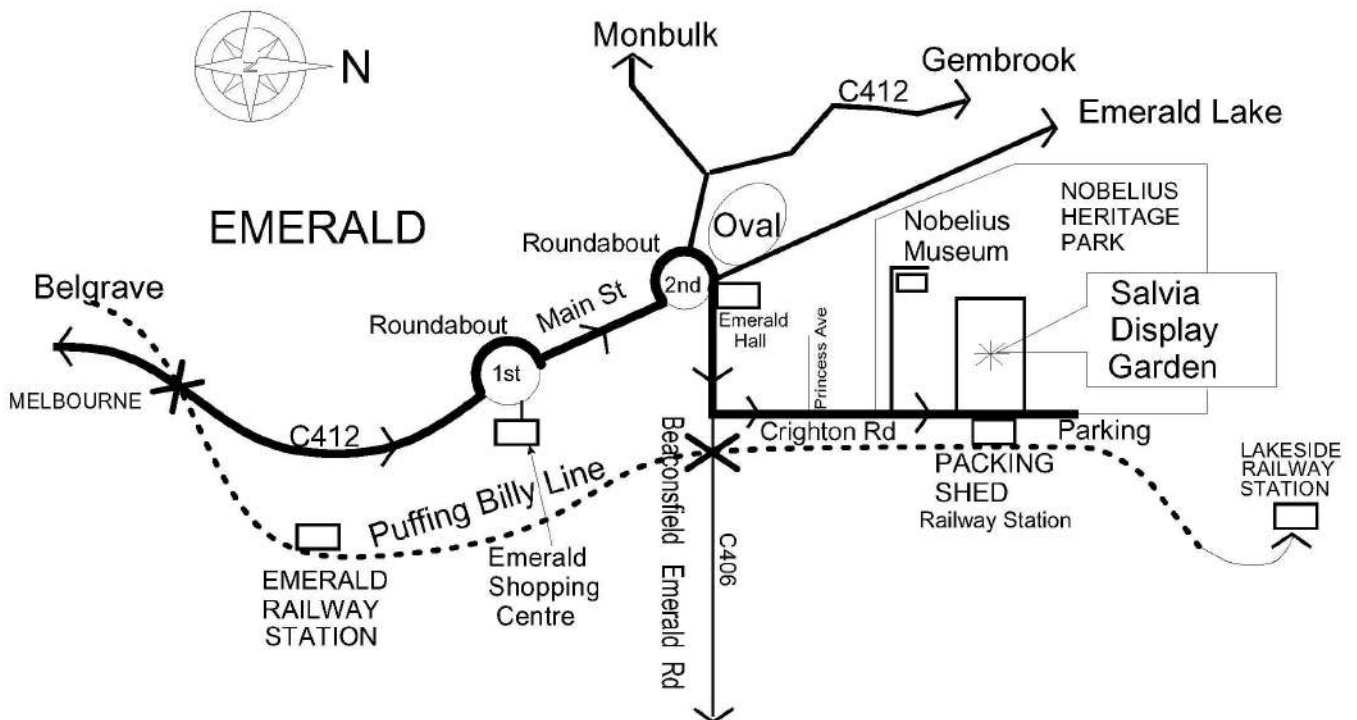 Monbulk
Gembrook
C412
Emerald Lake
N
Z
EMERALD
Oval
NOBELIUS
HERITAGE
PARK
Nobelius
Museum
Roundabout
2nd
Belgrave
Main St
Emerald
Hall
Princess Ave
Salvia
Display
Garden
Roundabout
1st
MELBOURNE
C412
Crighton Rd
Parking
Beaconsfield Emerald Rd
C406
Puffing Billy Line
PACKING
SHED
Railway Station
LAKESIDE
RAILWAY
STATION
EMERALD
RAILWAY
STATION
Emerald
Shopping
Centre